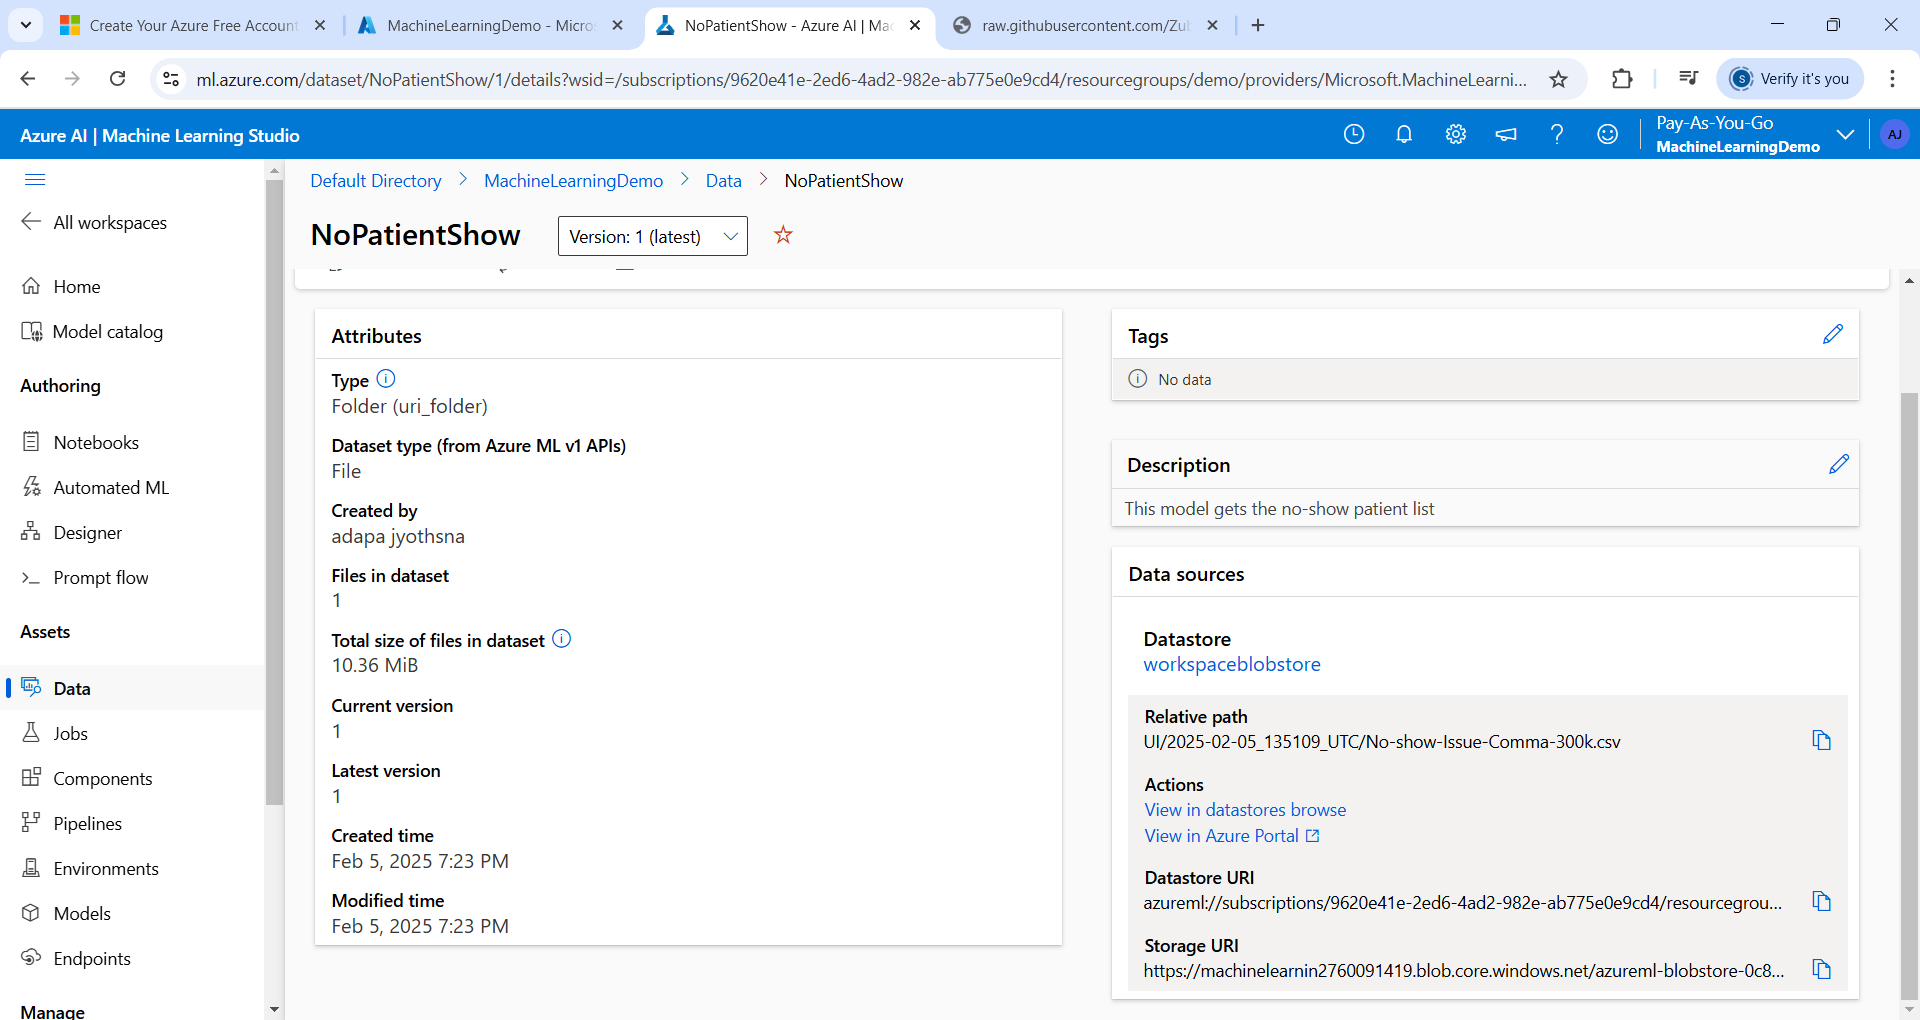 Create Your Azure Free Account
MachineLearningDemo - Micro
NoPatientShow - Azure AI | Mac
raw.githubusercontent.com/Zub
ml.azure.com/dataset/NoPatientShow/1/details?wsid=/subscriptions/9620e41e-2ed6-4ad2-982e-ab775e0e9cd4/resourcegroups/demo/providers/Microsoft.MachineLearni...
S
Verify it's you
Azure AI | Machine Learning Studio
Pay-As-You-Go
MachineLearningDemo
AJ
Default Directory > MachineLearningDemo > Data > NoPatientShow
All workspaces
NoPatientShow
Version: 1 (latest)
Home
Model catalog
Authoring
Notebooks
Automated ML
Designer
Prompt flow
Assets
Data
Jobs
Components
Pipelines
Environments
Models
Endpoints
Manage
Attributes
Type
Folder (uri_folder)
Dataset type (from Azure ML v1 APIs)
File
Created by
adapa jyothsna
Files in dataset
1
Total size of files in dataset
10.36 MiB
Current version
1
Latest version
1
Created time
Feb 5, 2025 7:23 PM
Modified time
Feb 5, 2025 7:23 PM
Tags
No data
Description
This model gets the no-show patient list
Data sources
Datastore
workspaceblobstore
Relative path
UI/2025-02-05_135109_UTC/No-show-Issue-Comma-300k.csv
Actions
View in datastores browse
View in Azure Portal
Datastore URI
azureml://subscriptions/9620e41e-2ed6-4ad2-982e-ab775e0e9cd4/resourcegrou...
Storage URI
https://machinelearnin2760091419.blob.core.windows.net/azureml-blobstore-0c8...